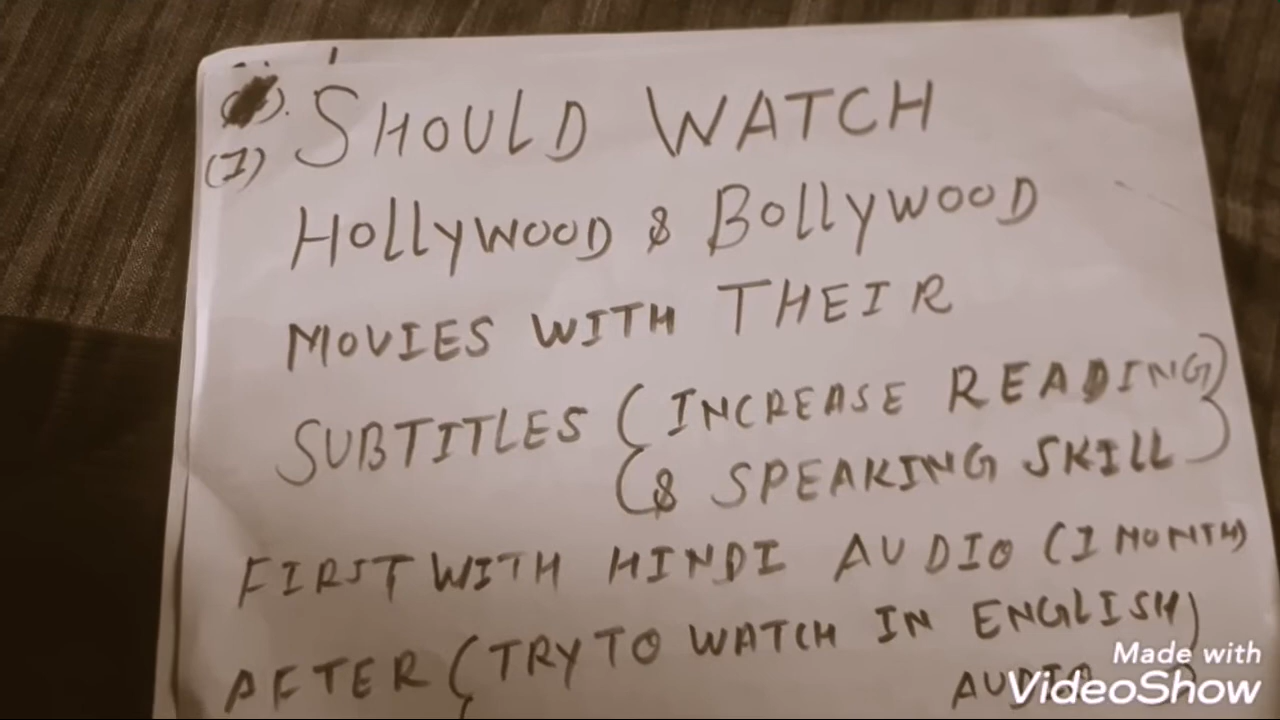 (1) SHOULD WATCH
HOLLYWOOD & BOLLYWOOD
MOVIES WITH THEIR
SUBTITLES (INCREASE READING)
(& SPEAKING SKILL)
FIRST WITH HINDI AUDIO (1 MONTH)
AFTER (TRY TO WATCH IN ENGLISH)
AUDIO
Made with
VideoShow